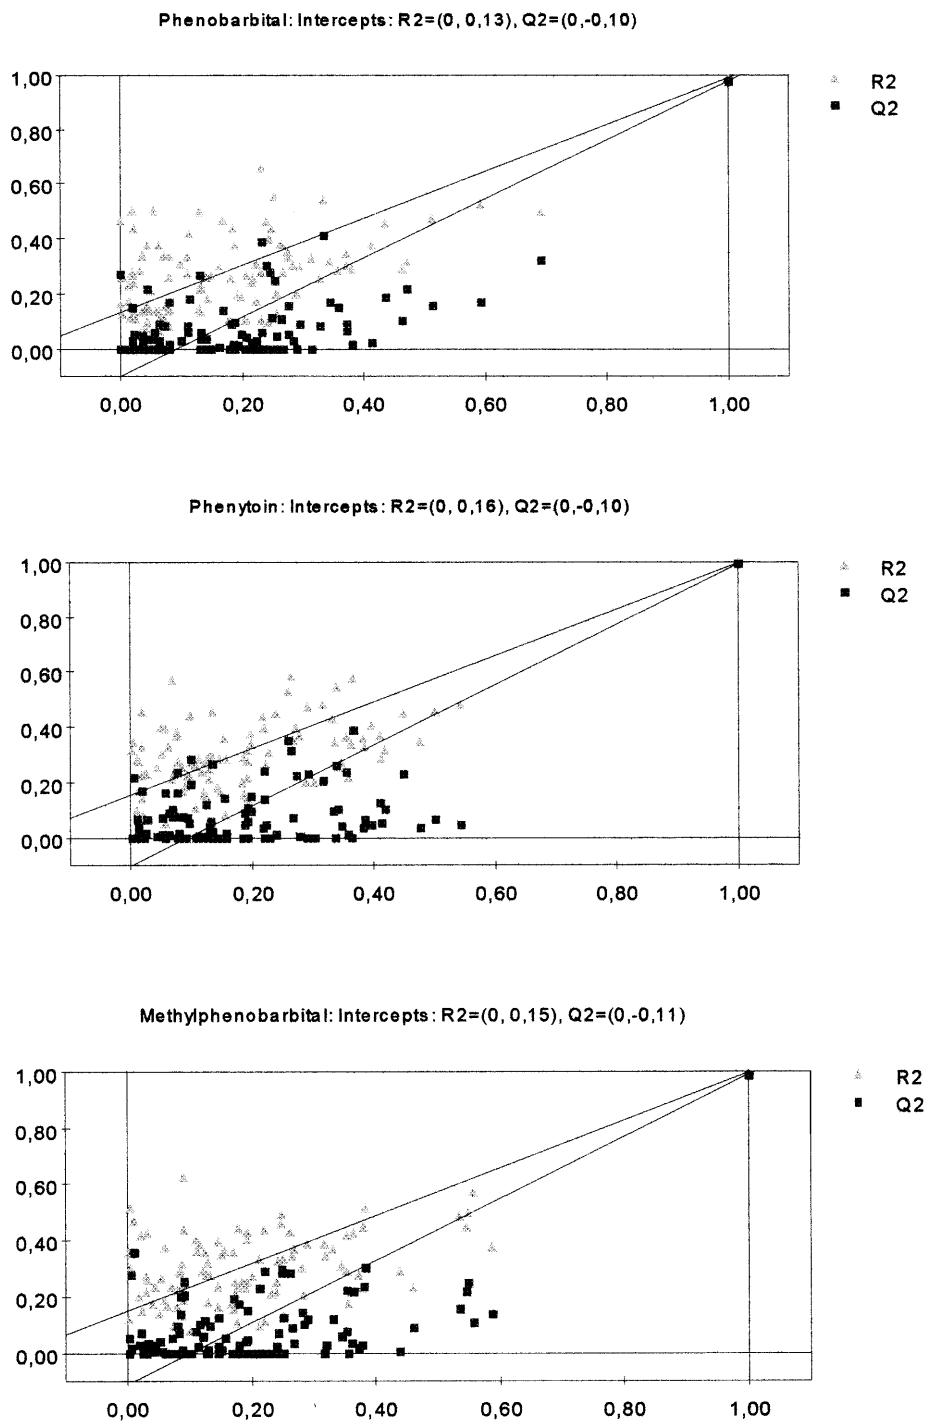 Phenobarbital: Intercepts: R2=(0, 0,13), Q2=(0,-0,10)
1,00
R2
Q2
0,80
0,60
0,40
0,20
0,00
0,00 0,20 0,40 0,60 0,80 1,00
Phenytoin: Intercepts: R2=(0, 0,16), Q2=(0,-0,10)
1,00
R2
Q2
0,80
0,60
0,40
0,20
0,00
0,00 0,20 0,40 0,60 0,80 1,00
Methylphenobarbital: Intercepts: R2=(0, 0,15), Q2=(0,-0,11)
1,00
R2
Q2
0,80
0,60
0,40
0,20
0,00
0,00 0,20 0,40 0,60 0,80 1,00